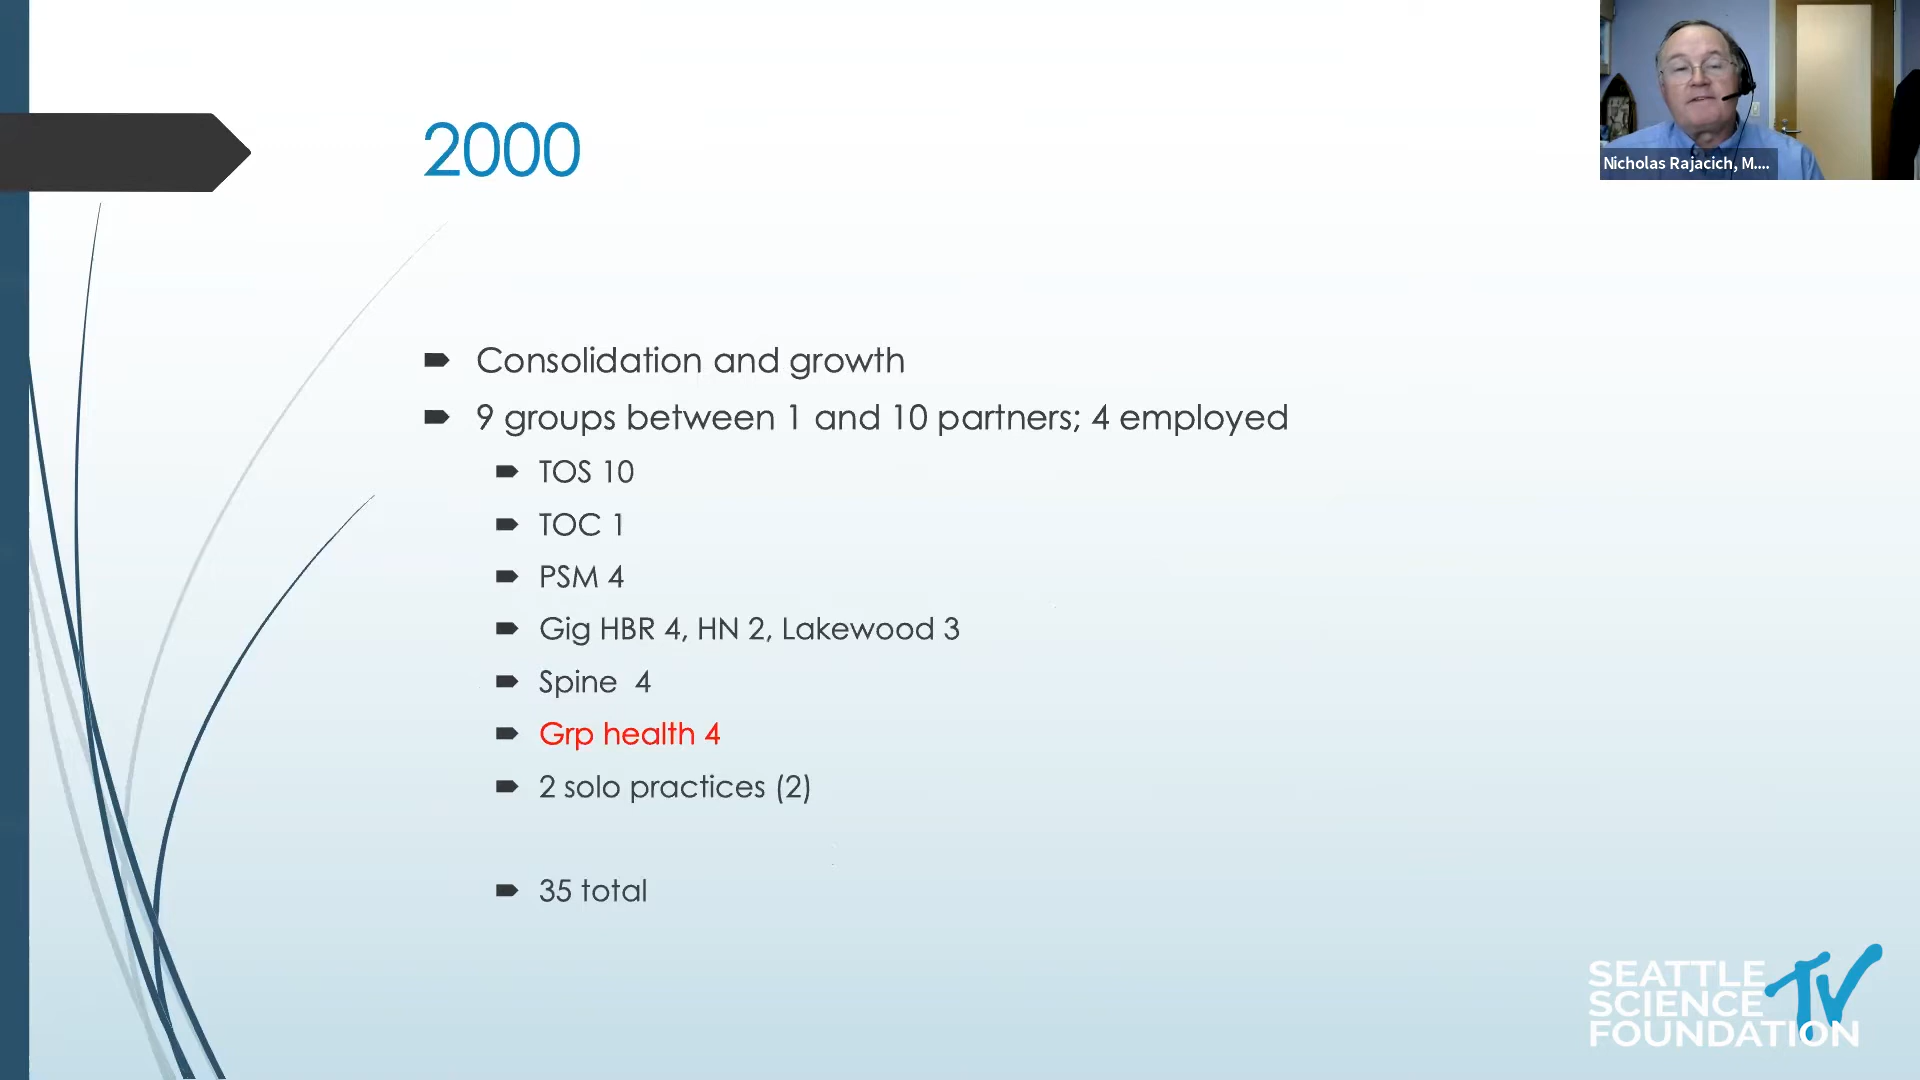 2000
Nicholas Rajacich, M....
Consolidation and growth
9 groups between 1 and 10 partners; 4 employed
TOS 10
TOC 1
PSM 4
Gig HBR 4, HN 2, Lakewood 3
Spine 4
Grp health 4
2 solo practices (2)
35 total
SEATTLE
SCIENCE
FOUNDATION
TV